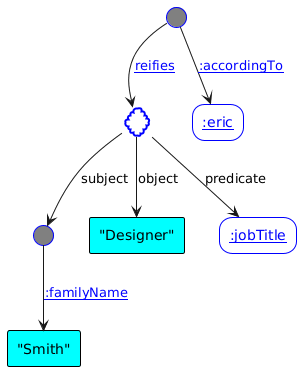 reifies
:accordingTo
:eric
subject
object
predicate
"Designer"
:jobTitle
:familyName
"Smith"